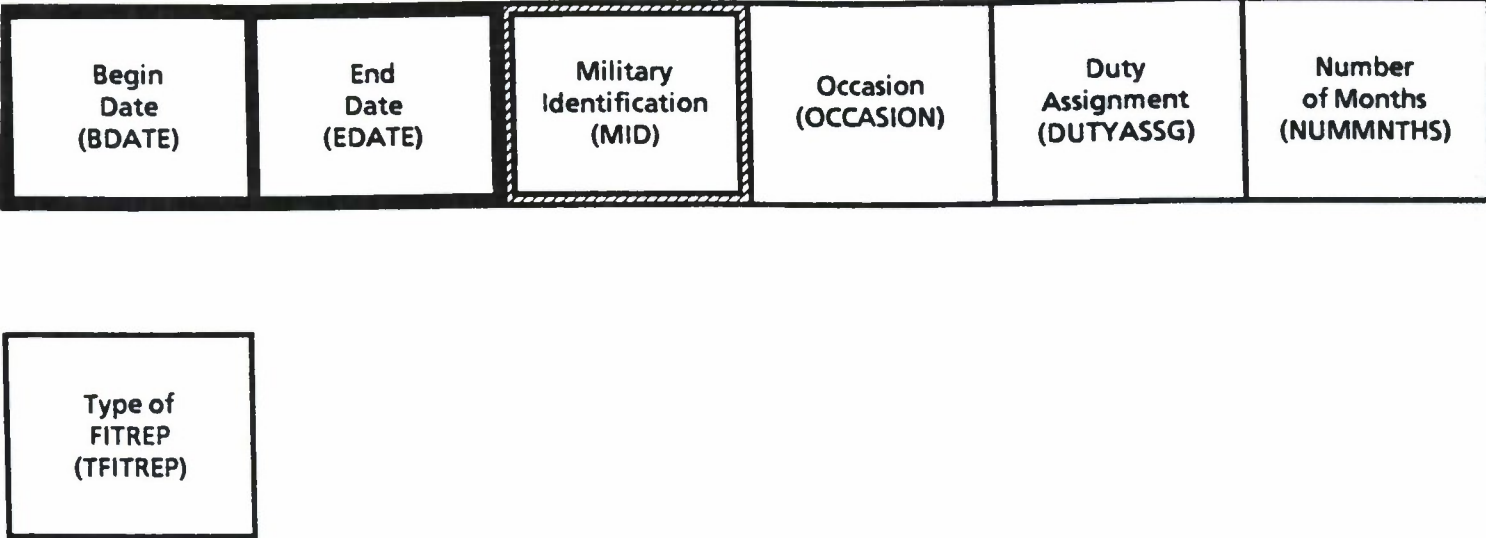 Begin
Date
(BDATE)
End
Date
(EDATE)
Military
Identification
(MID)
Occasion
(OCCASION)
Duty
Assignment
(DUTYASSG)
Number
of Months
(NUMMNTHS)
Type of
FITREP
(TFITREP)